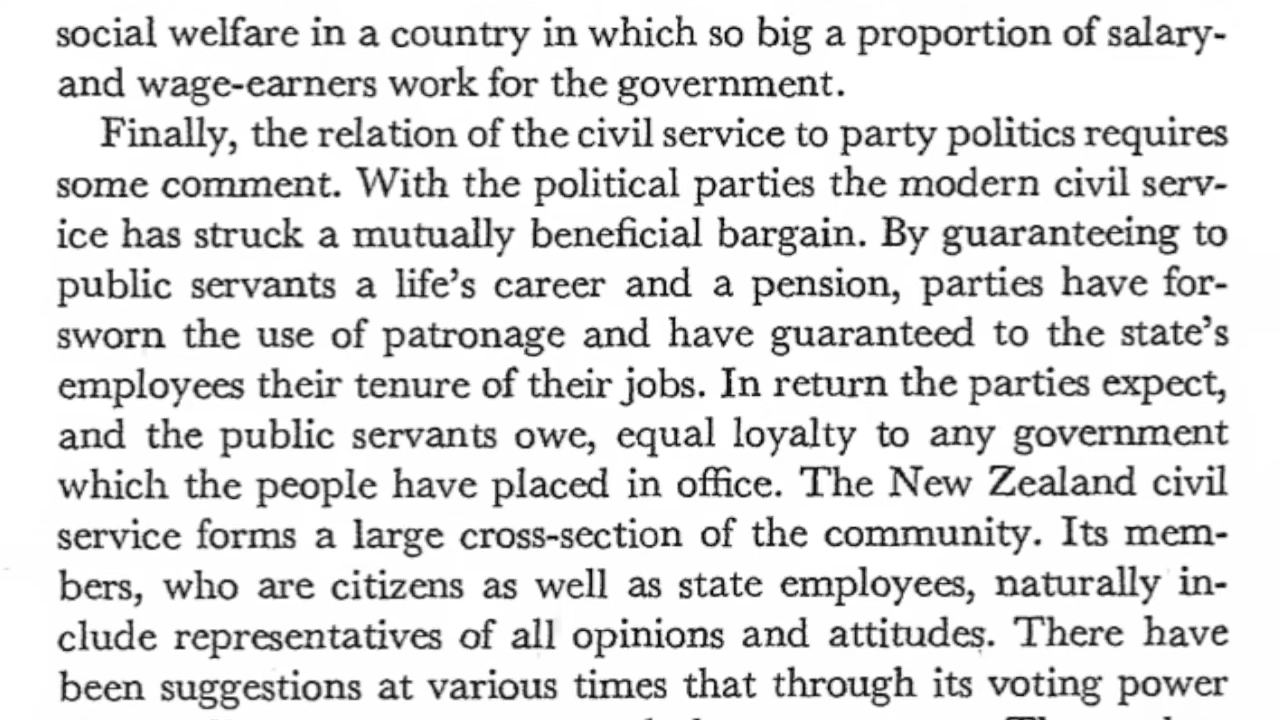 social welfare in a country in which so big a proportion of salary-
and wage-earners work for the government.
Finally, the relation of the civil service to party politics requires
some comment. With the political parties the modern civil serv-
ice has struck a mutually beneficial bargain. By guaranteeing to
public servants a life's career and a pension, parties have for-
sworn the use of patronage and have guaranteed to the state's
employees their tenure of their jobs. In return the parties expect,
and the public servants owe, equal loyalty to any government
which the people have placed in office. The New Zealand civil
service forms a large cross-section of the community. Its mem-
bers, who are citizens as well as state employees, naturally in-
clude representatives of all opinions and attitudes. There have
been suggestions at various times that through its voting power